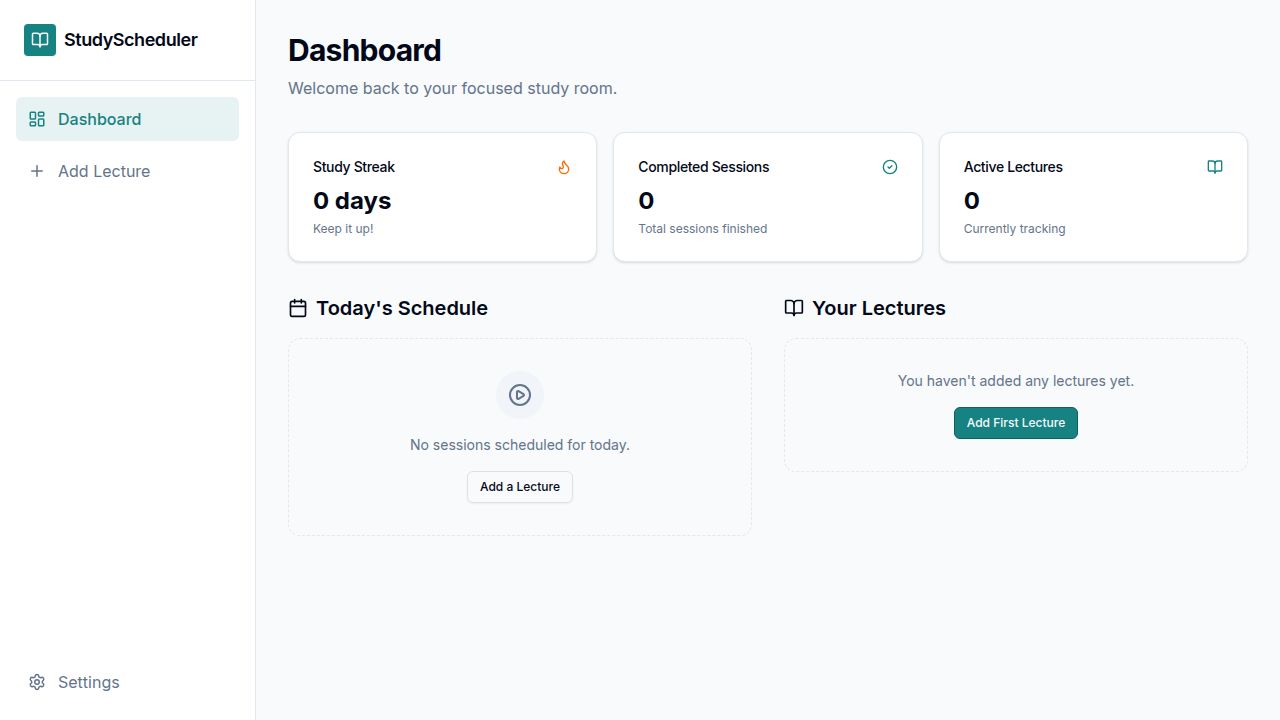 StudyScheduler
Dashboard
Add Lecture
Settings
Dashboard
Welcome back to your focused study room.
Study Streak
0 days
Keep it up!
Completed Sessions
0
Total sessions finished
Active Lectures
0
Currently tracking
Today's Schedule
No sessions scheduled for today.
Add a Lecture
Your Lectures
You haven't added any lectures yet.
Add First Lecture